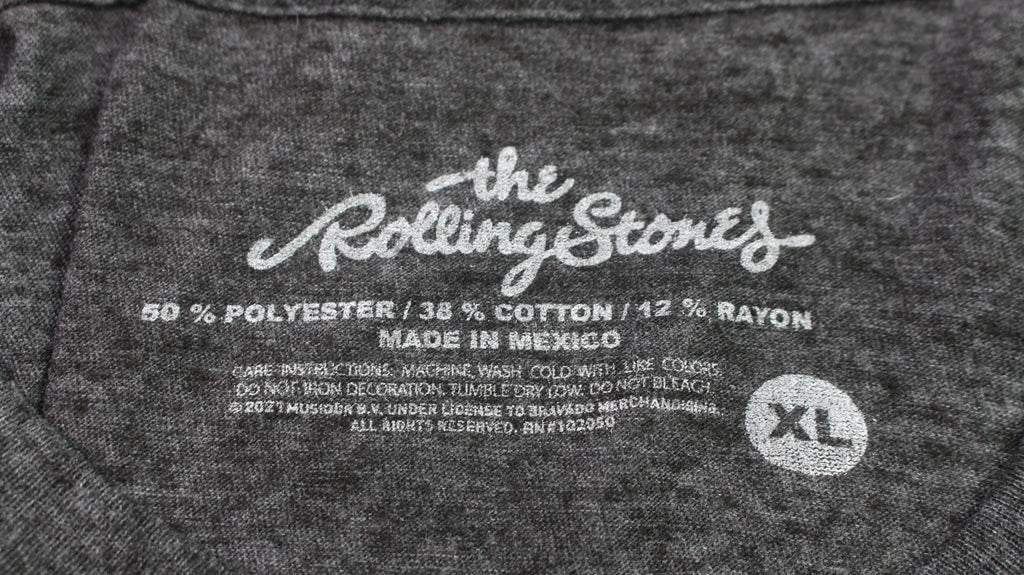 the
Rolling Stones
50 % POLYESTER / 38 % COTTON / 12 % RAYON
MADE IN MEXICO
CARE INSTRUCTIONS: MACHINE WASH COLD WITH LIKE COLORS.
DO NOT IRON DECORATION. TUMBLE DRY LOW. DO NOT BLEACH.
© 2021 MUSIDOR B.V. UNDER LICENSE TO BRAVADO MERCHANDISING.
ALL RIGHTS RESERVED. RN#102050
XL